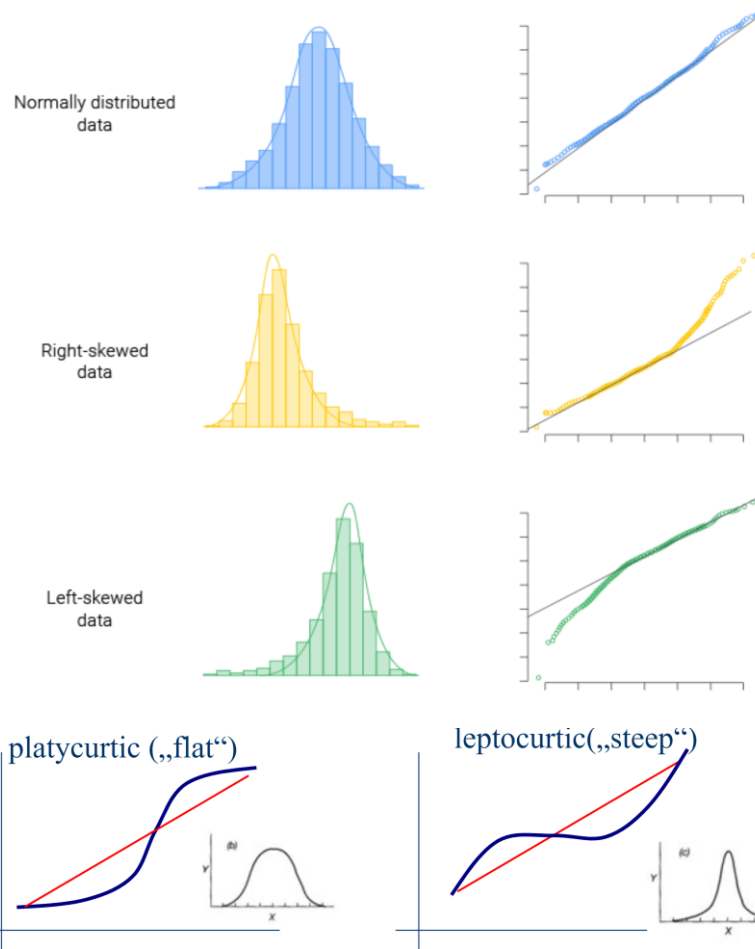 Normally distributed
data
Right-skewed
data
Left-skewed
data
platycurtic („flat“)
leptocurtic(„steep“)
(b)
Y
X
(c)
Y
X